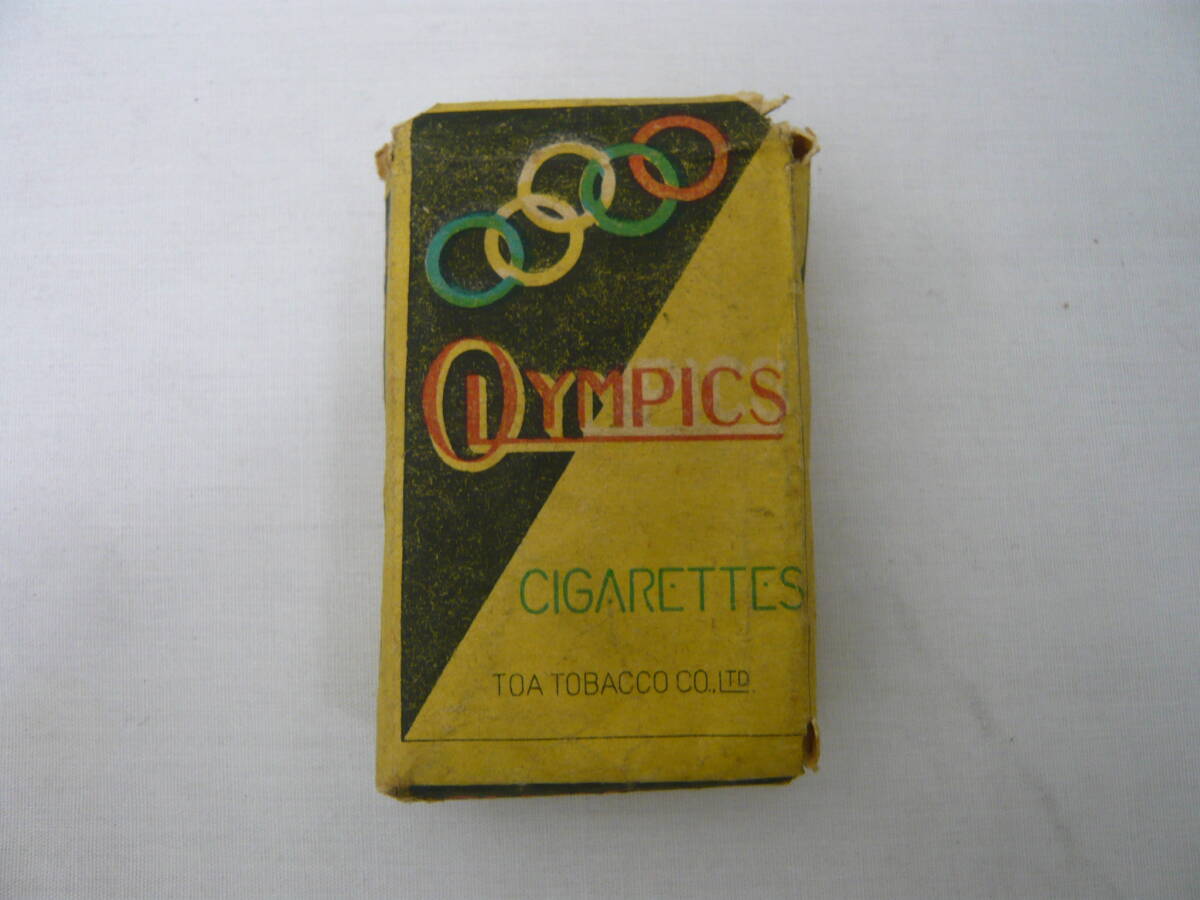 OLYMPICS
CIGARETTES
TOA TOBACCO CO., LTD.